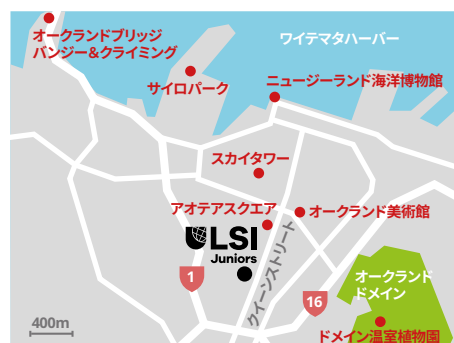 オークランドブリッジ
バンジー&クライミング
ワイテマタハーバー
サイロパーク
ニュージーランド海洋博物館
スカイタワー
アオテアスクエア
オークランド美術館
LSI
Juniors
クイーンストリート
1
16
オークランド
ドメイン
400m
ドメイン温室植物園